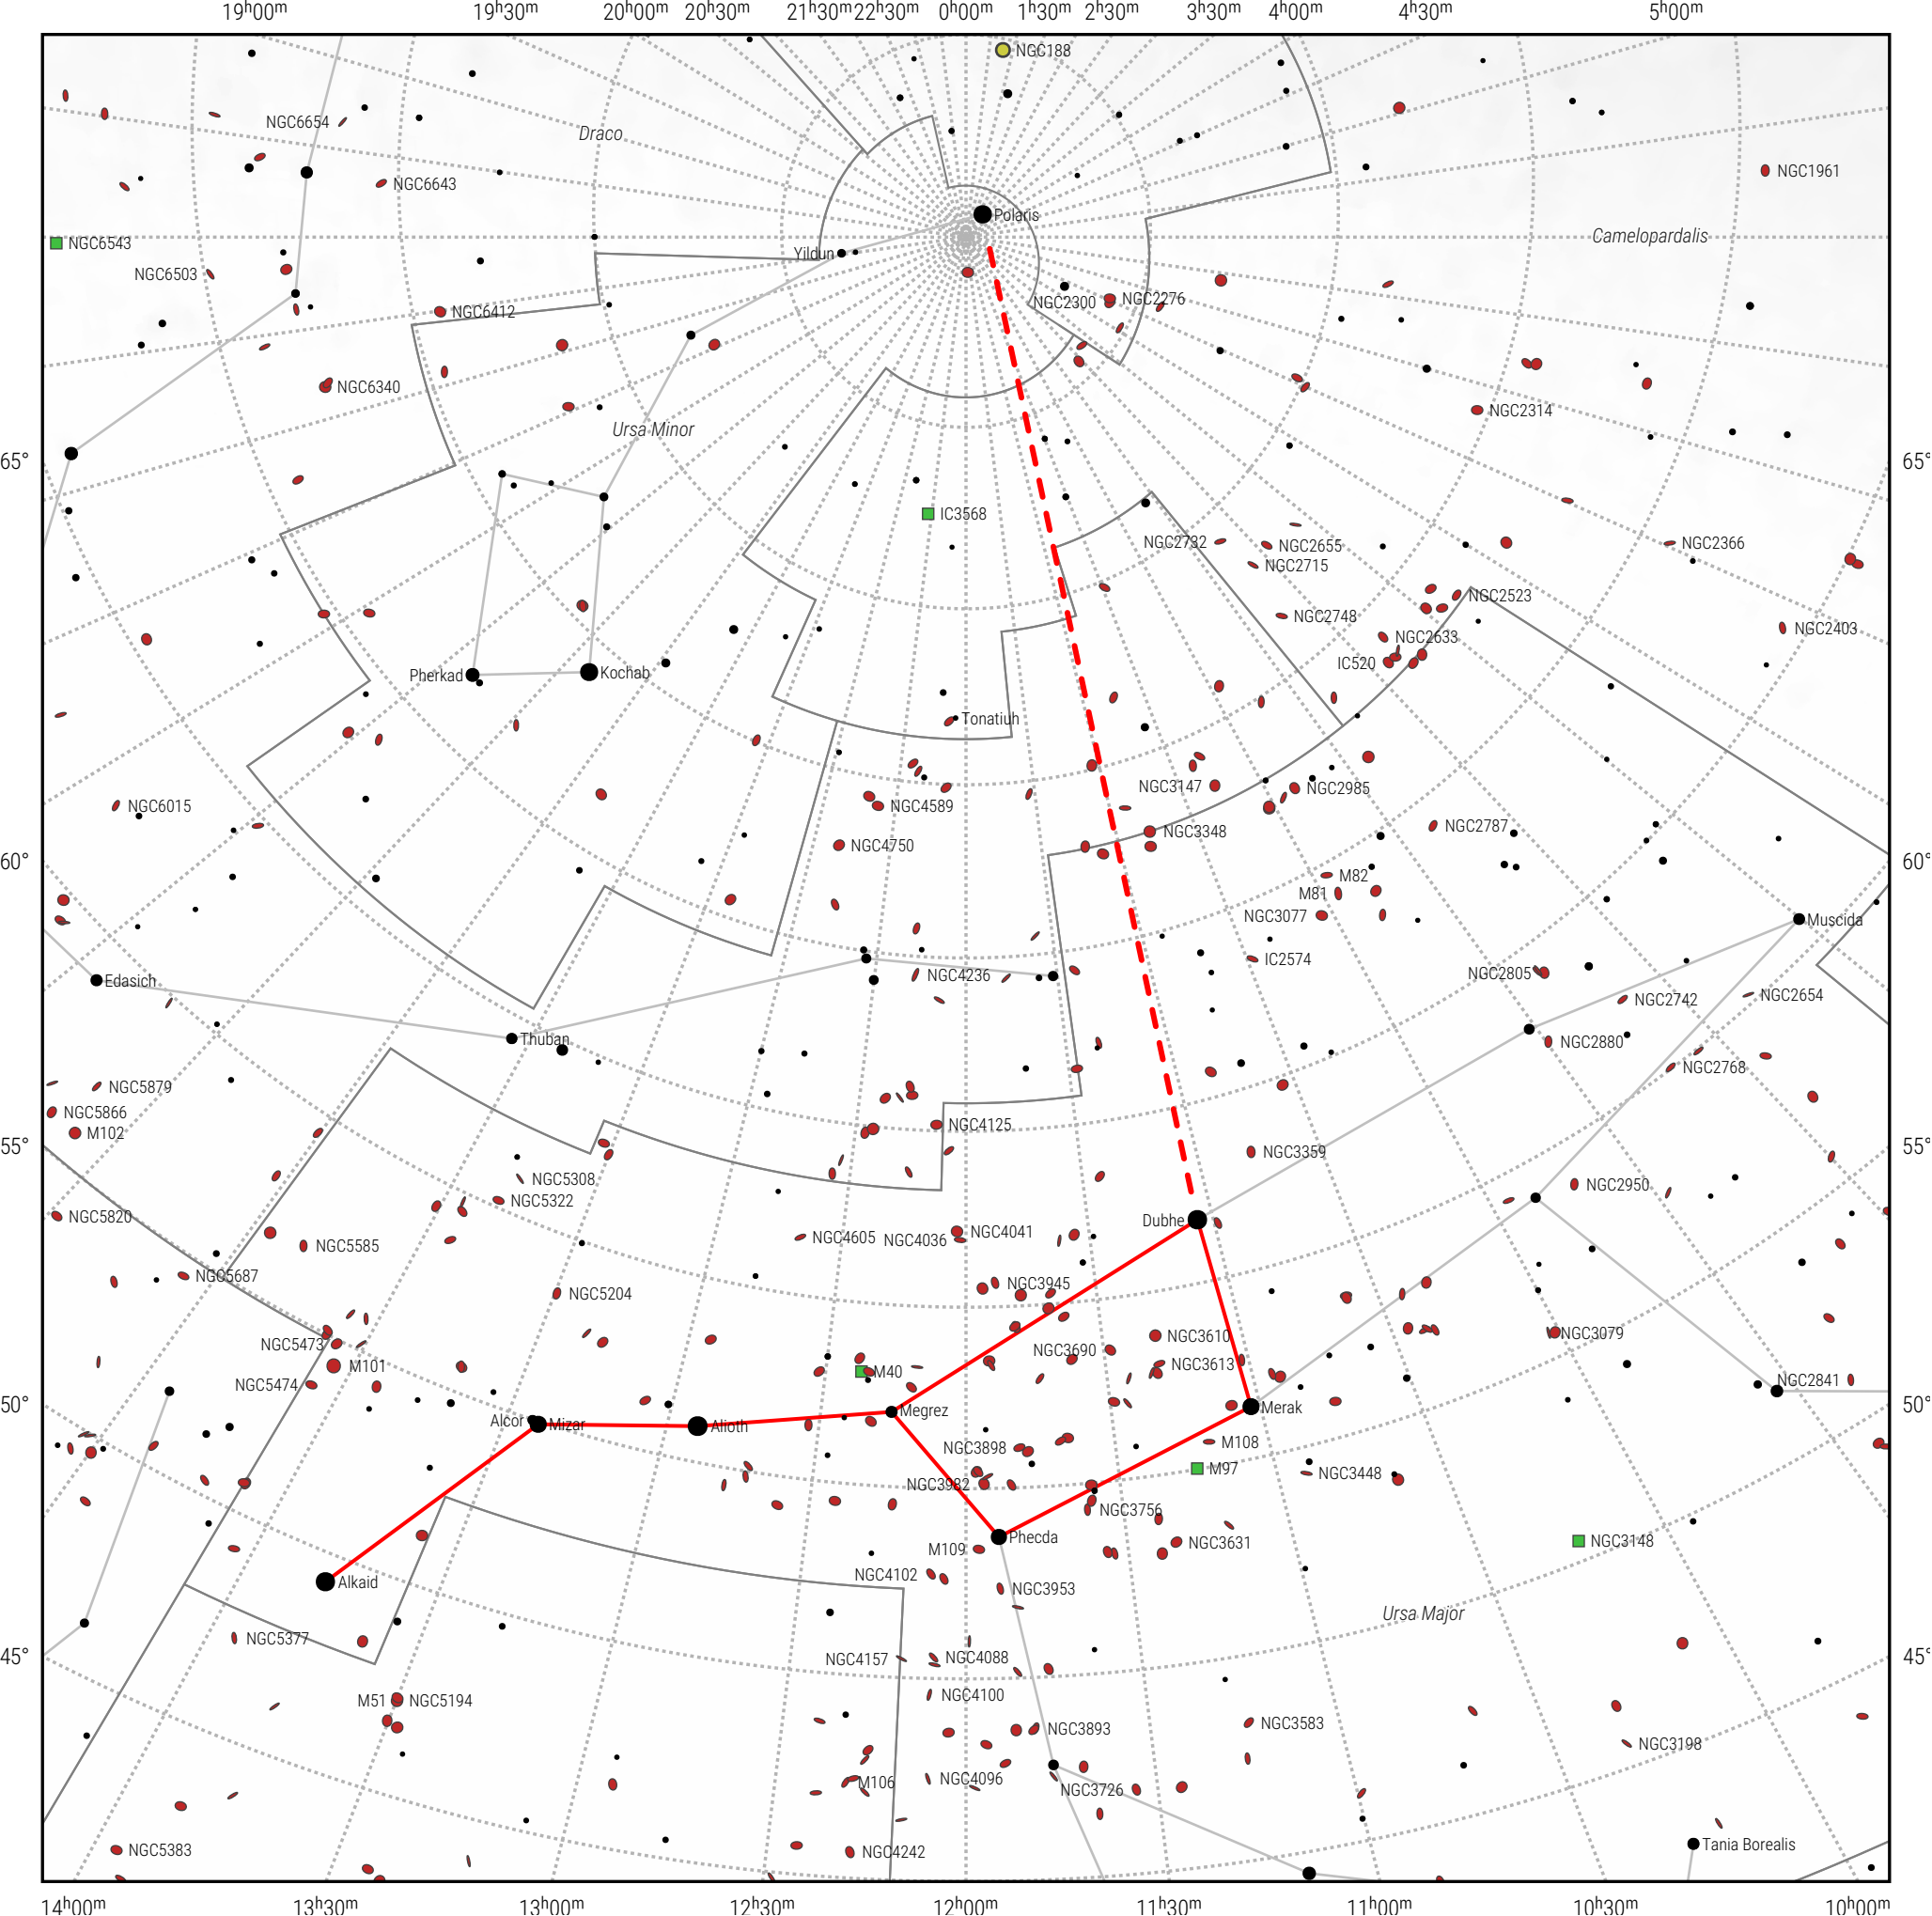 19h00m 19h30m 20h00m 20h30m 21h30m 22h30m 0h00m 1h30m 2h30m 3h30m 4h00m 4h30m 5h00m
NGC188
NGC6654
Draco
NGC6643
NGC1961
Polaris
NGC6543
Camelopardalis
Yildun
NGC6503
NGC2300
NGC2276
NGC6412
NGC6340
NGC2314
Ursa Minor
65°
65°
IC3568
NGC2732
NGC2655
NGC2366
NGC2715
NGC2523
NGC2748
NGC2403
NGC2633
IC520
Pherkad
Kochab
Tonatiuh
NGC3147
NGC2985
NGC6015
NGC4589
NGC2787
NGC3348
NGC4750
60°
60°
M82
M81
NGC3077
Muscida
IC2574
NGC4236
NGC2805
Edasich
NGC2742
NGC2654
Thuban
NGC2880
NGC2768
NGC5879
NGC5866
NGC4125
M102
55°
55°
NGC3359
NGC5308
NGC2950
NGC5322
NGC5820
Dubhe
NGC4041
NGC4605
NGC4036
NGC5585
NGC5687
NGC3945
NGC5204
NGC3079
NGC3610
NGC5473
NGC3690
NGC3613
M101
M40
NGC2841
NGC5474
50°
50°
Merak
Megrez
Alcor
Mizar
Alioth
M108
NGC3898
M97
NGC3448
NGC3982
NGC3756
Phecda
NGC3631
NGC3148
M109
NGC4102
Alkaid
NGC3953
Ursa Major
NGC5377
45°
45°
NGC4157
NGC4088
NGC4100
M51
NGC5194
NGC3583
NGC3893
NGC3198
NGC4096
M106
NGC3726
Tania Borealis
NGC5383
NGC4242
14h00m 13h30m 13h00m 12h30m 12h00m 11h30m 11h00m 10h30m 10h00m